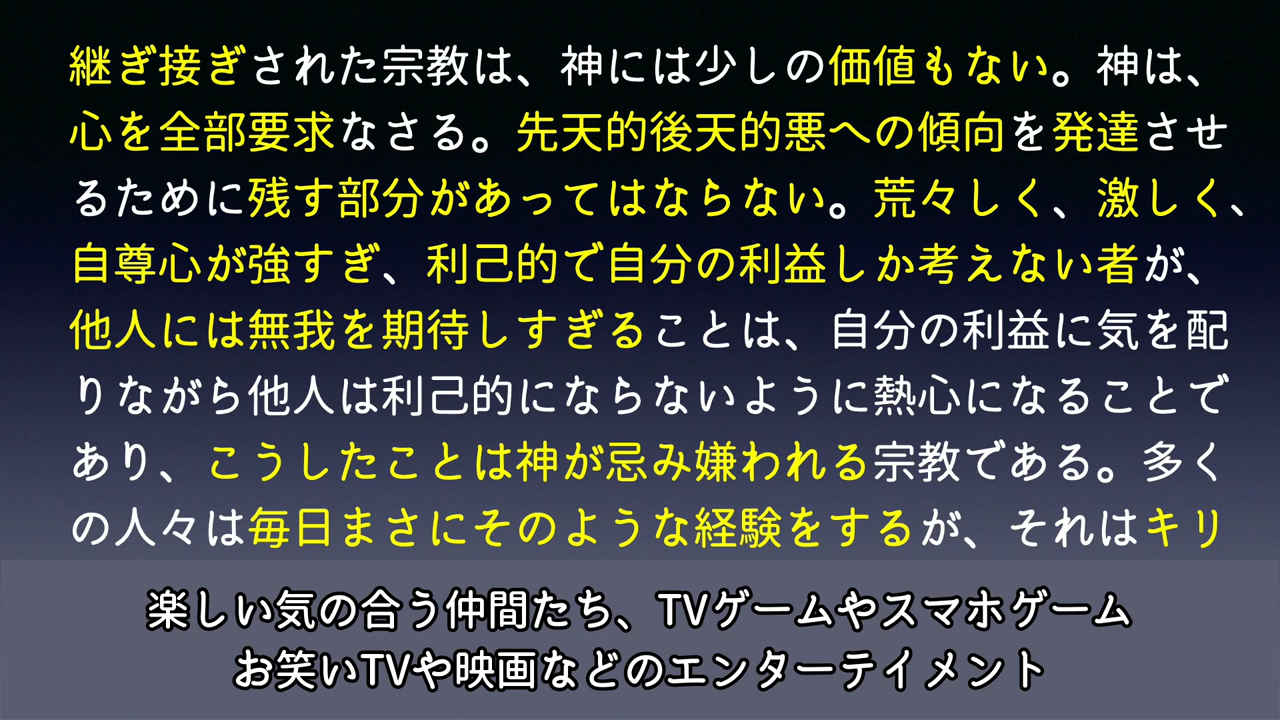 継ぎ接ぎされた宗教は、神には少しの価値もない。神は、
心を全部要求なさる。先天的後天的悪への傾向を発達させ
るために残す部分があってはならない。荒々しく、激しく、
自尊心が強すぎ、利己的で自分の利益しか考えない者が、
他人には無我を期待しすぎることは、自分の利益に気を配
りながら他人は利己的にならないように熱心になることで
あり、こうしたことは神が忌み嫌われる宗教である。多く
の人々は毎日まさにそのような経験をするが、それはキリ
楽しい気の合う仲間たち、TVゲームやスマホゲーム
お笑いTVや映画などのエンターテイメント